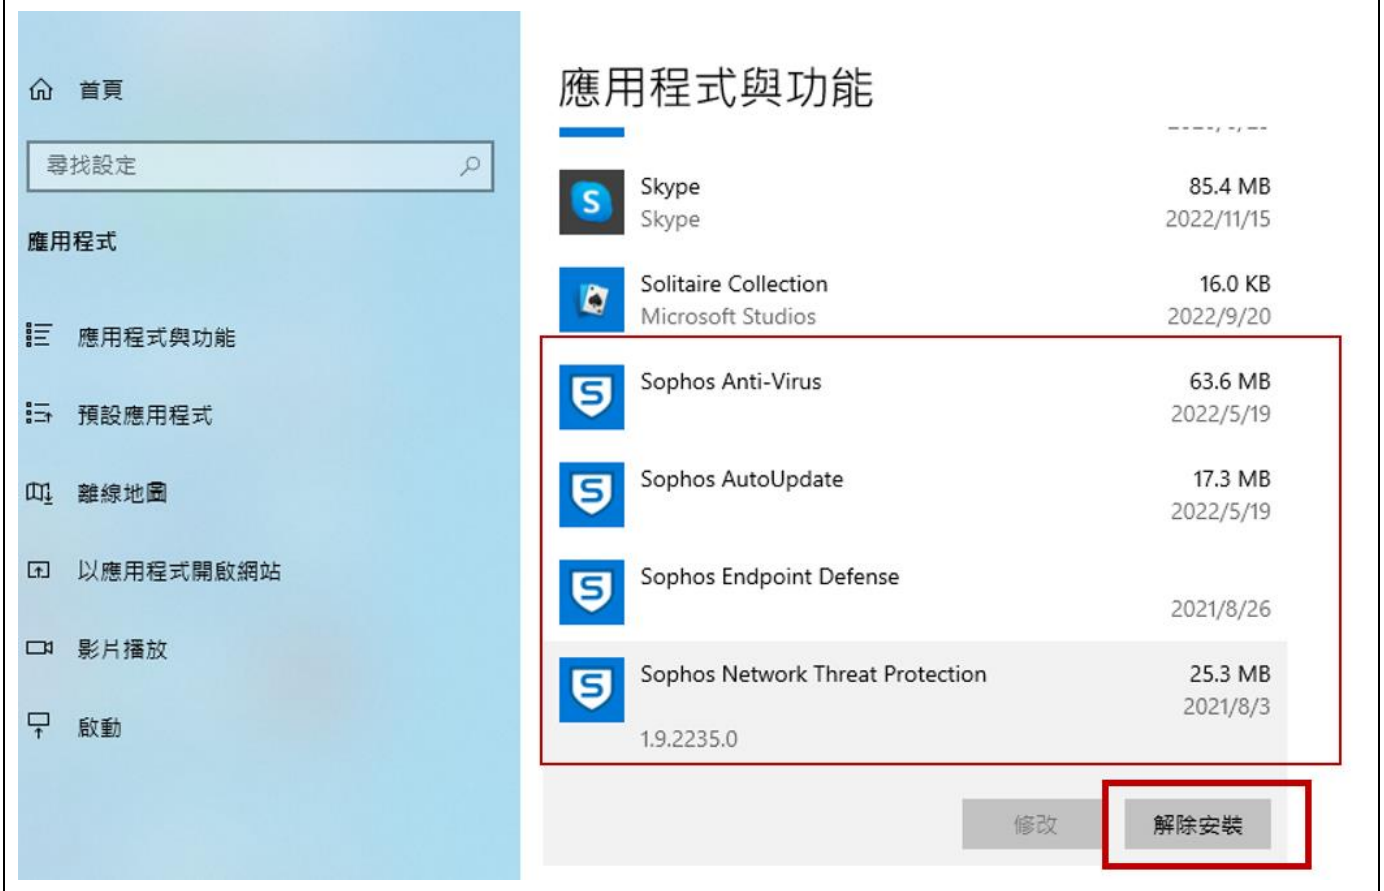 首頁
尋找設定
應用程式
應用程式與功能
預設應用程式
離線地圖
以應用程式開啟網站
影片播放
啟動
應用程式與功能
Skype
85.4 MB
Skype
2022/11/15
Solitaire Collection
16.0 KB
Microsoft Studios
2022/9/20
Sophos Anti-Virus
63.6 MB
2022/5/19
Sophos AutoUpdate
17.3 MB
2022/5/19
Sophos Endpoint Defense
2021/8/26
Sophos Network Threat Protection
25.3 MB
2021/8/3
1.9.2235.0
修改
解除安裝